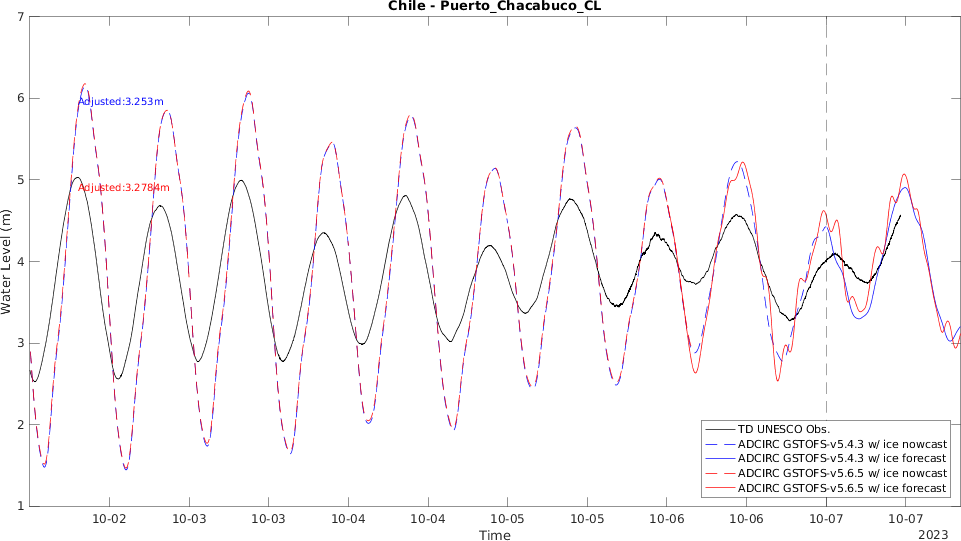 Chile - Puerto_Chacabuco_CL
7
6
5
4
3
2
1
Water Level (m)
Adjusted:3.253m
Adjusted:3.2784m
TD UNESCO Obs.
ADCIRC GSTOFS-v5.4.3 w/ ice nowcast
ADCIRC GSTOFS-v5.4.3 w/ ice forecast
ADCIRC GSTOFS-v5.6.5 w/ ice nowcast
ADCIRC GSTOFS-v5.6.5 w/ ice forecast
10-02 10-03 10-03 10-04 10-04 10-05 10-05 10-06 10-06 10-07 10-07
Time
2023